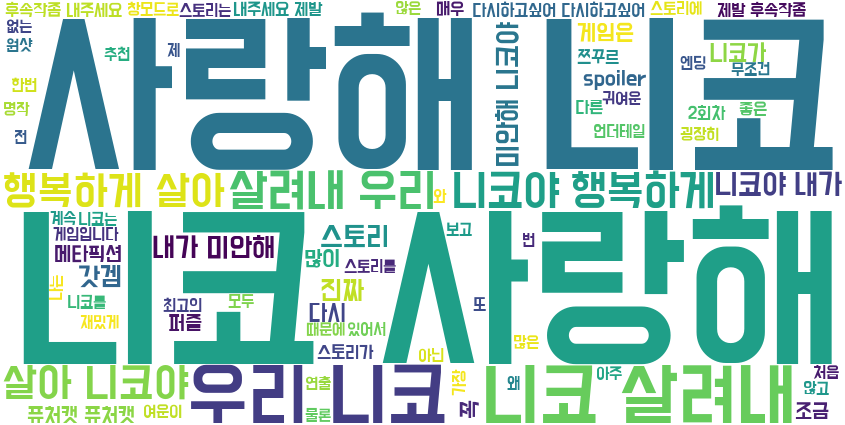 후속작좀 내주세요 창모드로 스토리는 내주세요 제발 많은 매우 다시하고싶어 다시하고싶어 스토리에 제발 후속작좀
사랑해 니코
없는
원샷
추천
제
한번
명작
전
미안해 니코야
게임은
쯔꾸르
spoiler
귀여운
다른
언더테일
엔딩
니코가
무조건
2회차
좋은
굉장히
행복하게 살아
살려내 우리
와
니코야 행복하게
니코야 내가
니코 사랑해
계속 니코는
게임입니다
메타픽션
갓겜
니코를
재밌게
내가 미안해
최고의
퍼즐
모두
스토리
많이
스토리를
진짜
다시
때문에 있어서
스토리가
보고
번
또
많은
아닌
살아 니코야
우리 니코
니코 살려내
퓨처캣 퓨처캣
여운이
연출
물론
가장
꼭
왜
아주
처음
않고
조금